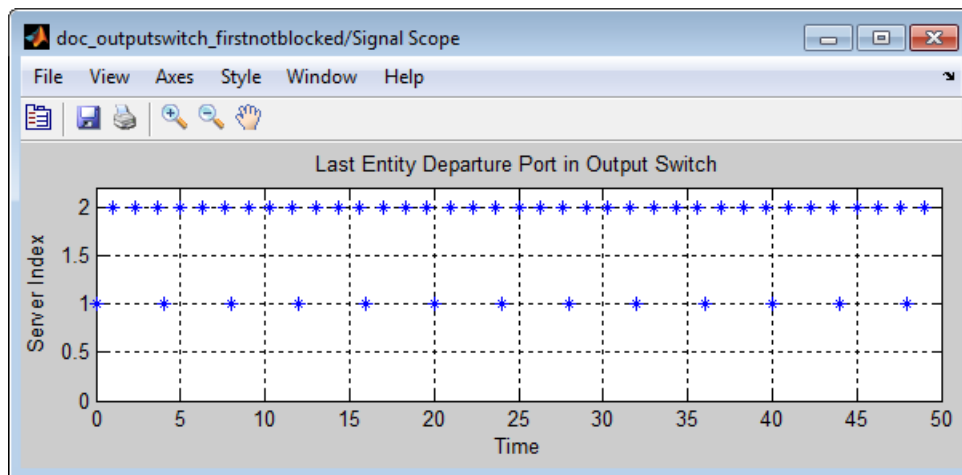 doc_outputswitch_firstnotblocked/Signal Scope
File View Axes Style Window Help
Last Entity Departure Port in Output Switch
Server Index
2
1.5
1
0.5
0
0 5 10 15 20 25 30 35 40 45 50
Time